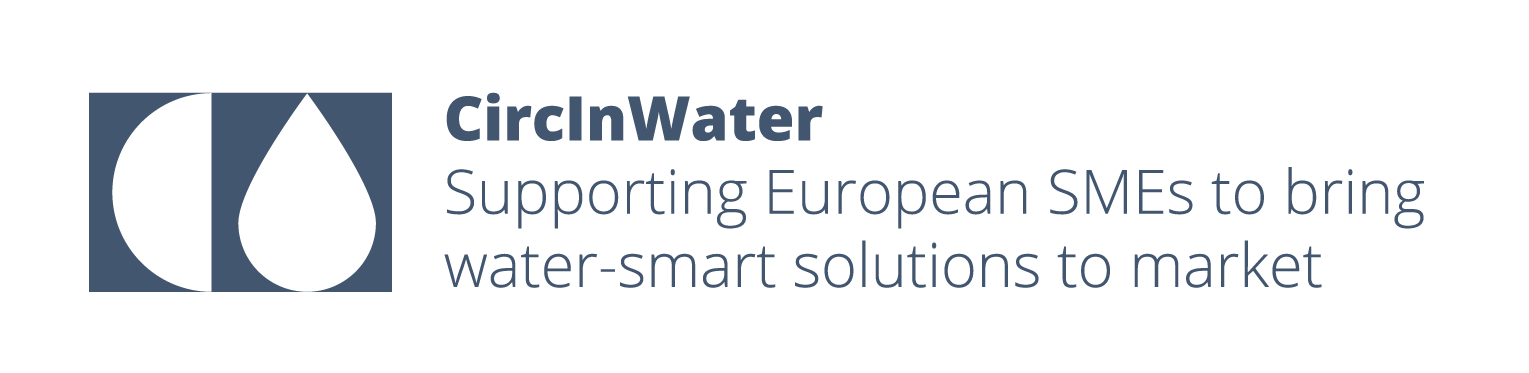 CircInWater
Supporting European SMEs to bring
water-smart solutions to market